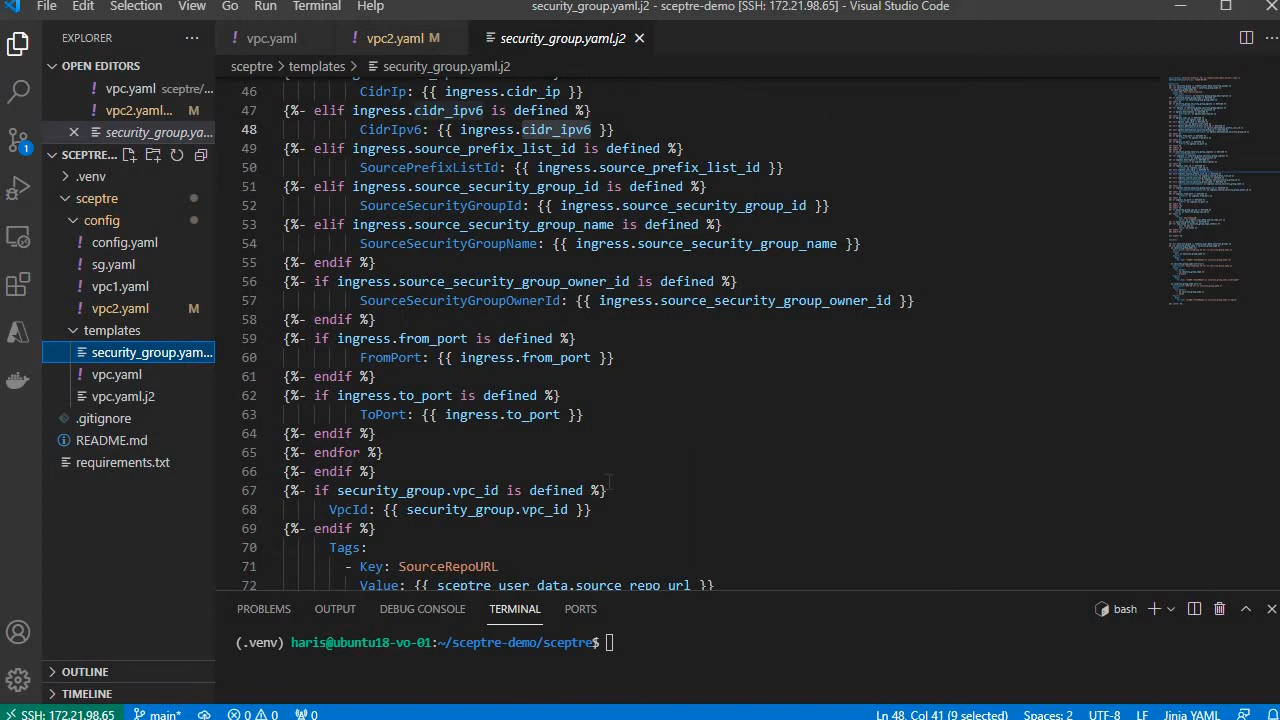 File Edit Selection View Go Run Terminal Help
security_group.yaml.j2 - sceptre-demo [SSH: 172.21.98.65] - Visual Studio Code
EXPLORER
OPEN EDITORS
vpc.yaml sceptre/...
vpc2.yaml... M
security_group.ya...
SCEPTRE...
.venv
sceptre
config
config.yaml
sg.yaml
vpc1.yaml
vpc2.yaml M
templates
security_group.yam...
vpc.yaml
vpc.yaml.j2
.gitignore
README.md
requirements.txt
OUTLINE
TIMELINE
1
vpc.yaml vpc2.yaml M security_group.yaml.j2
sceptre > templates > security_group.yaml.j2
46 CidrIp: {{ ingress.cidr_ip }}
47 {%- elif ingress.cidr_ipv6 is defined %}
48 CidrIpv6: {{ ingress.cidr_ipv6 }}
49 {%- elif ingress.source_prefix_list_id is defined %}
50 SourcePrefixListId: {{ ingress.source_prefix_list_id }}
51 {%- elif ingress.source_security_group_id is defined %}
52 SourceSecurityGroupId: {{ ingress.source_security_group_id }}
53 {%- elif ingress.source_security_group_name is defined %}
54 SourceSecurityGroupName: {{ ingress.source_security_group_name }}
55 {%- endif %}
56 {%- if ingress.source_security_group_owner_id is defined %}
57 SourceSecurityGroupOwnerId: {{ ingress.source_security_group_owner_id }}
58 {%- endif %}
59 {%- if ingress.from_port is defined %}
60 FromPort: {{ ingress.from_port }}
61 {%- endif %}
62 {%- if ingress.to_port is defined %}
63 ToPort: {{ ingress.to_port }}
64 {%- endif %}
65 {%- endfor %}
66 {%- endif %}
67 {%- if security_group.vpc_id is defined %}
68 VpcId: {{ security_group.vpc_id }}
69 {%- endif %}
70 Tags:
71 - Key: SourceRepoURL
72 Value: {{ sceptre_user_data.source_repo_url }}
PROBLEMS OUTPUT DEBUG CONSOLE TERMINAL PORTS
bash
(.venv) haris@ubuntu18-vo-01:~/sceptre-demo/sceptre$
SSH: 172.21.98.65 main* 0 0 0 Ln 48, Col 41 (9 selected) Spaces: 2 UTF-8 LF Jinja YAML